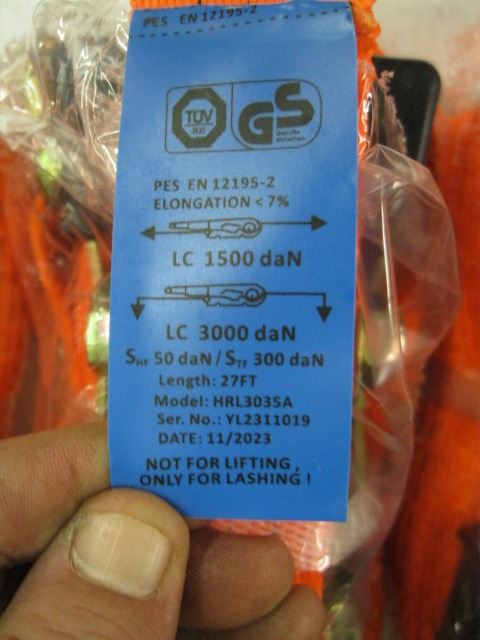 PES EN 12195-2
TÜV
GS
geprüfte
Sicherheit
PES EN 12195-2
ELONGATION < 7%
LC 1500 daN
LC 3000 daN
SHF 50 daN / STF 300 daN
Length: 27FT
Model: HRL3035A
Ser. No.: YL2311019
DATE: 11/2023
NOT FOR LIFTING,
ONLY FOR LASHING!